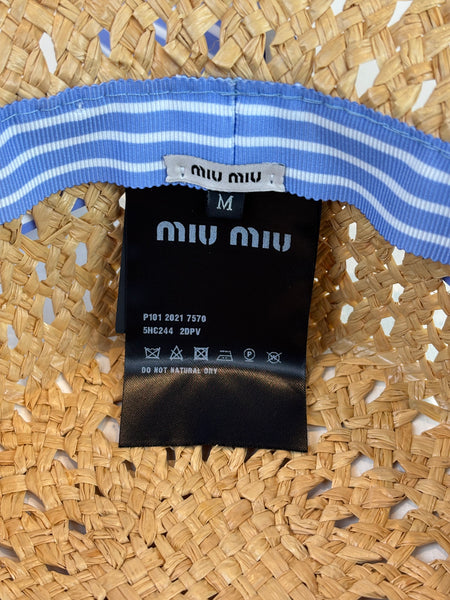 miu miu
M
miu miu
P101 2021 7570
5HC244 2DPV
P
DO NOT NATURAL DRY